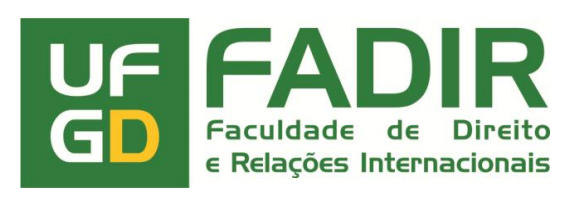 UF
GD
FADIR
Faculdade de Direito
e Relações Internacionais